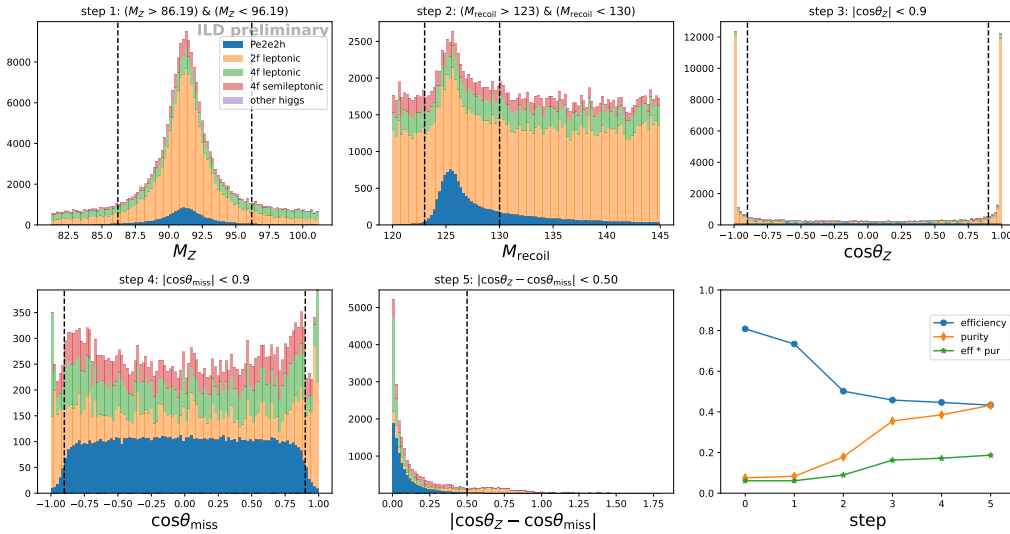 step 1: (M_Z > 86.19) & (M_Z < 96.19)
ILD preliminary
Pe2e2h
2f leptonic
4f leptonic
4f semileptonic
other higgs
8000
6000
4000
2000
0
82.5 85.0 87.5 90.0 92.5 95.0 97.5 100.0
M_Z
step 2: (M_recoil > 123) & (M_recoil < 130)
2500
2000
1500
1000
500
0
120 125 130 135 140 145
M_recoil
step 3: |cosθ_Z| < 0.9
12000
10000
8000
6000
4000
2000
0
−1.00 −0.75 −0.50 −0.25 0.00 0.25 0.50 0.75 1.00
cosθ_Z
step 4: |cosθ_miss| < 0.9
350
300
250
200
150
100
50
0
−1.00 −0.75 −0.50 −0.25 0.00 0.25 0.50 0.75 1.00
cosθ_miss
step 5: |cosθ_Z − cosθ_miss| < 0.50
5000
4000
3000
2000
1000
0.00 0.25 0.50 0.75 1.00 1.25 1.50 1.75
|cosθ_Z − cosθ_miss|
1.0
0.8
0.6
0.4
0.2
0.0
efficiency
purity
eff * pur
0 1 2 3 4 5
step